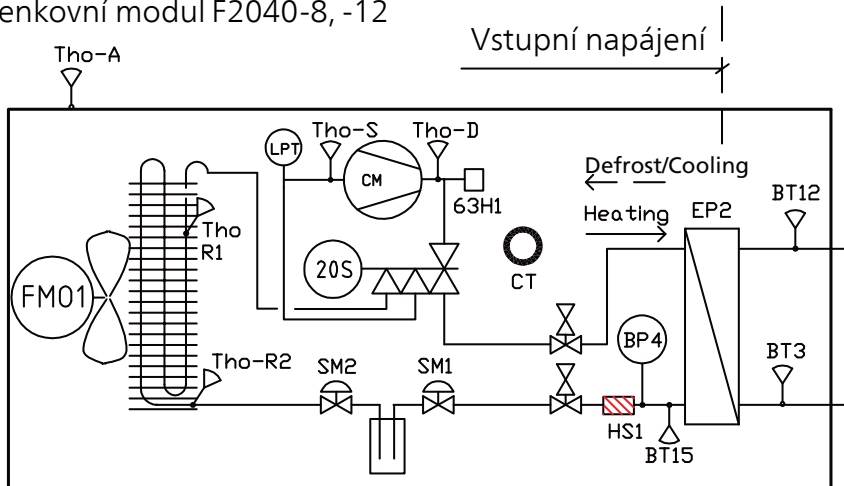 enkovní modul F2040-8, -12
Vstupní napájení
Tho-A
LPT
Tho-S
Tho-D
CM
63H1
Defrost/Cooling
Heating
EP2
BT12
Tho
R1
20S
CT
FM01
BP4
Tho-R2
SM2
SM1
BT3
HS1
BT15